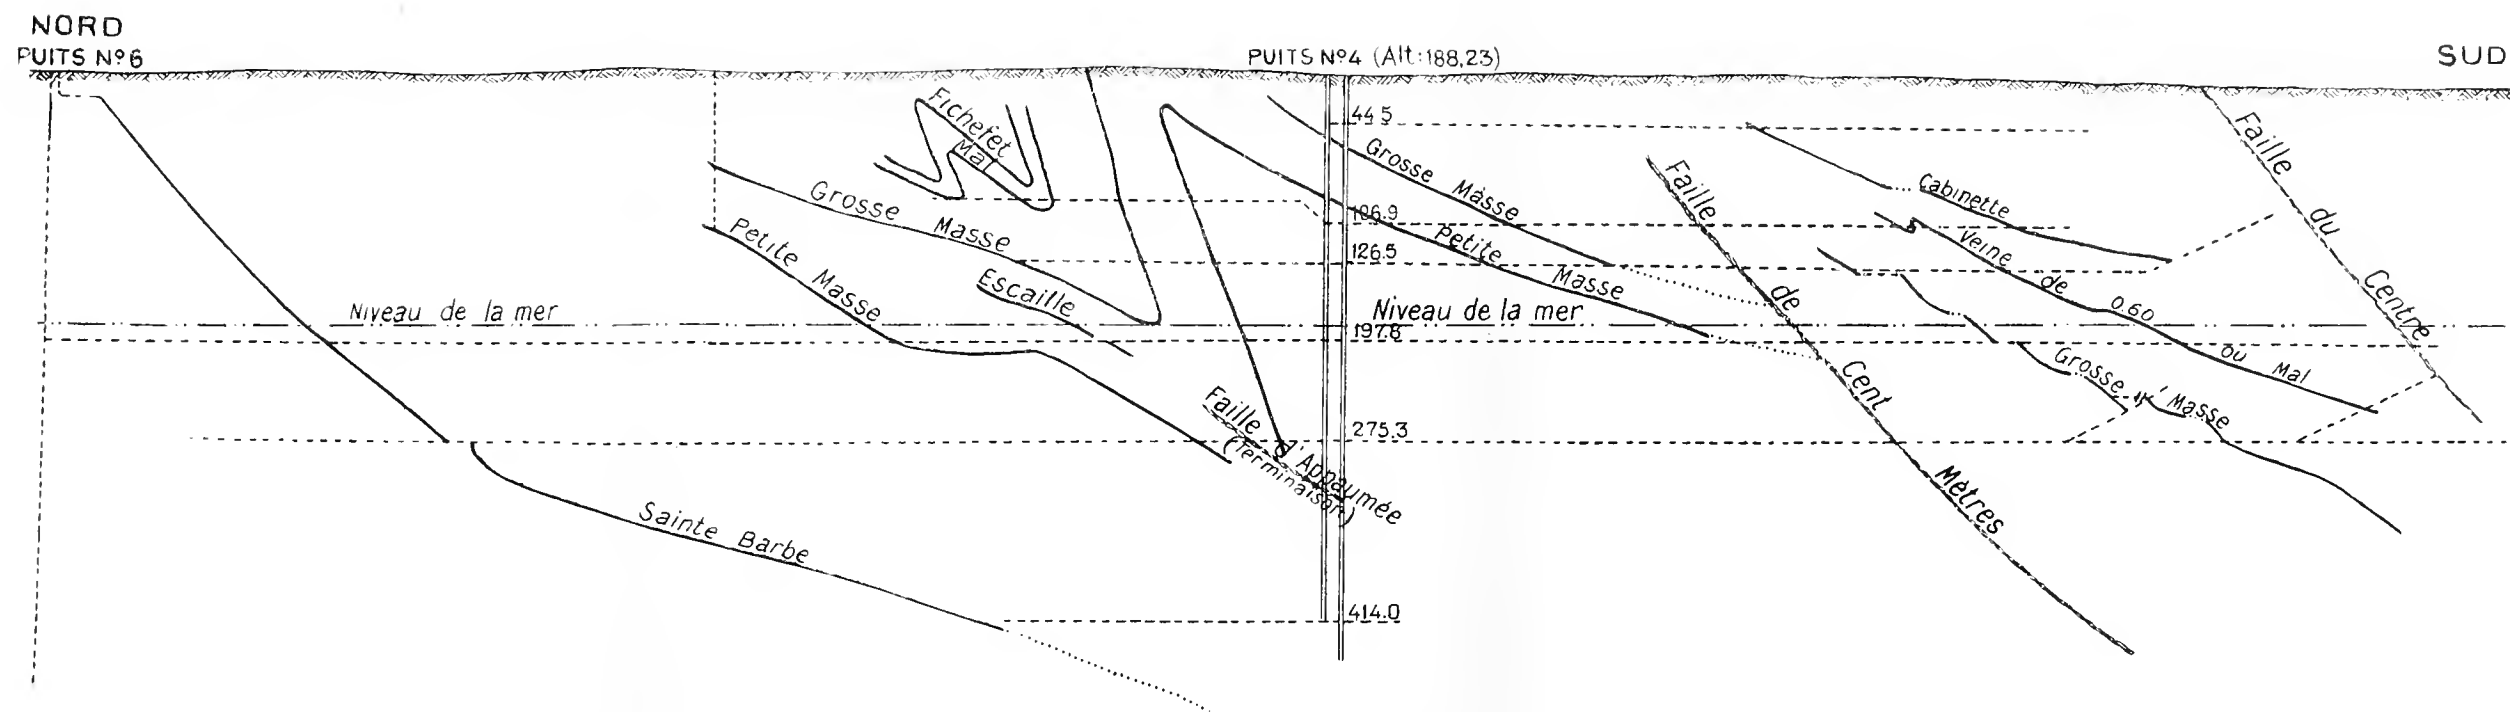 NORD
PUITS Nº 6
PUITS Nº 4 (Alt: 188,23)
SUD
Fichefet
Mal
Grosse Masse
Petite Masse
Escaille
Niveau de la mer
Sainte Barbe
Faille d'Appaumée
(Terminaison)
44.5
106.9
126.5
197.8
275.3
414.0
Grosse Masse
Petite Masse
Niveau de la mer
Faille de Cent Mètres
Cabinette
Veine de 0.60 ou Mal
Grosse Masse
Faille du Centre